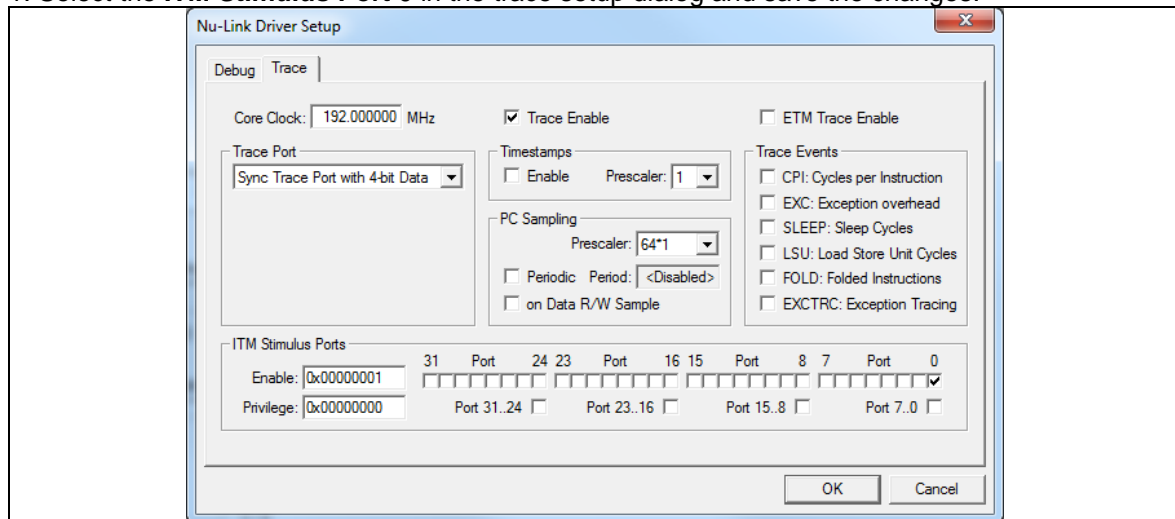 Nu-Link Driver Setup
Debug Trace
Core Clock: 192.000000 MHz Trace Enable ETM Trace Enable
Trace Port Timestamps Trace Events
Sync Trace Port with 4-bit Data Enable Prescaler: 1 CPI: Cycles per Instruction
EXC: Exception overhead
PC Sampling SLEEP: Sleep Cycles
Prescaler: 64*1 LSU: Load Store Unit Cycles
Periodic Period: <Disabled> FOLD: Folded Instructions
on Data R/W Sample EXCTRC: Exception Tracing
ITM Stimulus Ports
31 Port 24 23 Port 16 15 Port 8 7 Port 0
Enable: 0x00000001
Privilege: 0x00000000 Port 31..24 Port 23..16 Port 15..8 Port 7..0
OK Cancel